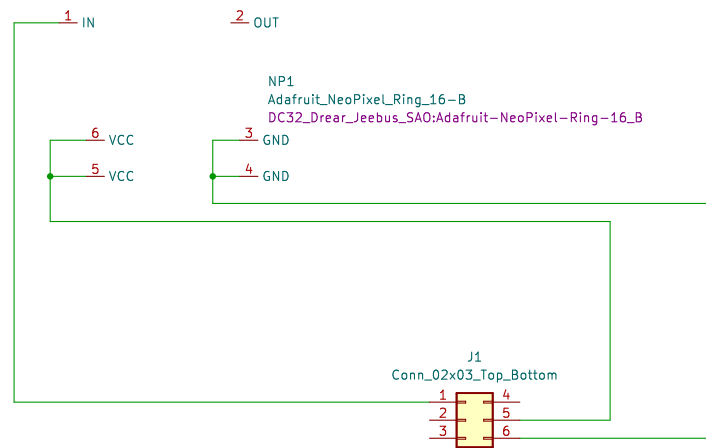 1 IN 2 OUT
NP1
Adafruit_NeoPixel_Ring_16-B
DC32_Drear_Jeebus_SAO:Adafruit-NeoPixel-Ring-16_B
6 VCC 3 GND
5 VCC 4 GND
J1
Conn_02x03_Top_Bottom
1 4
2 5
3 6